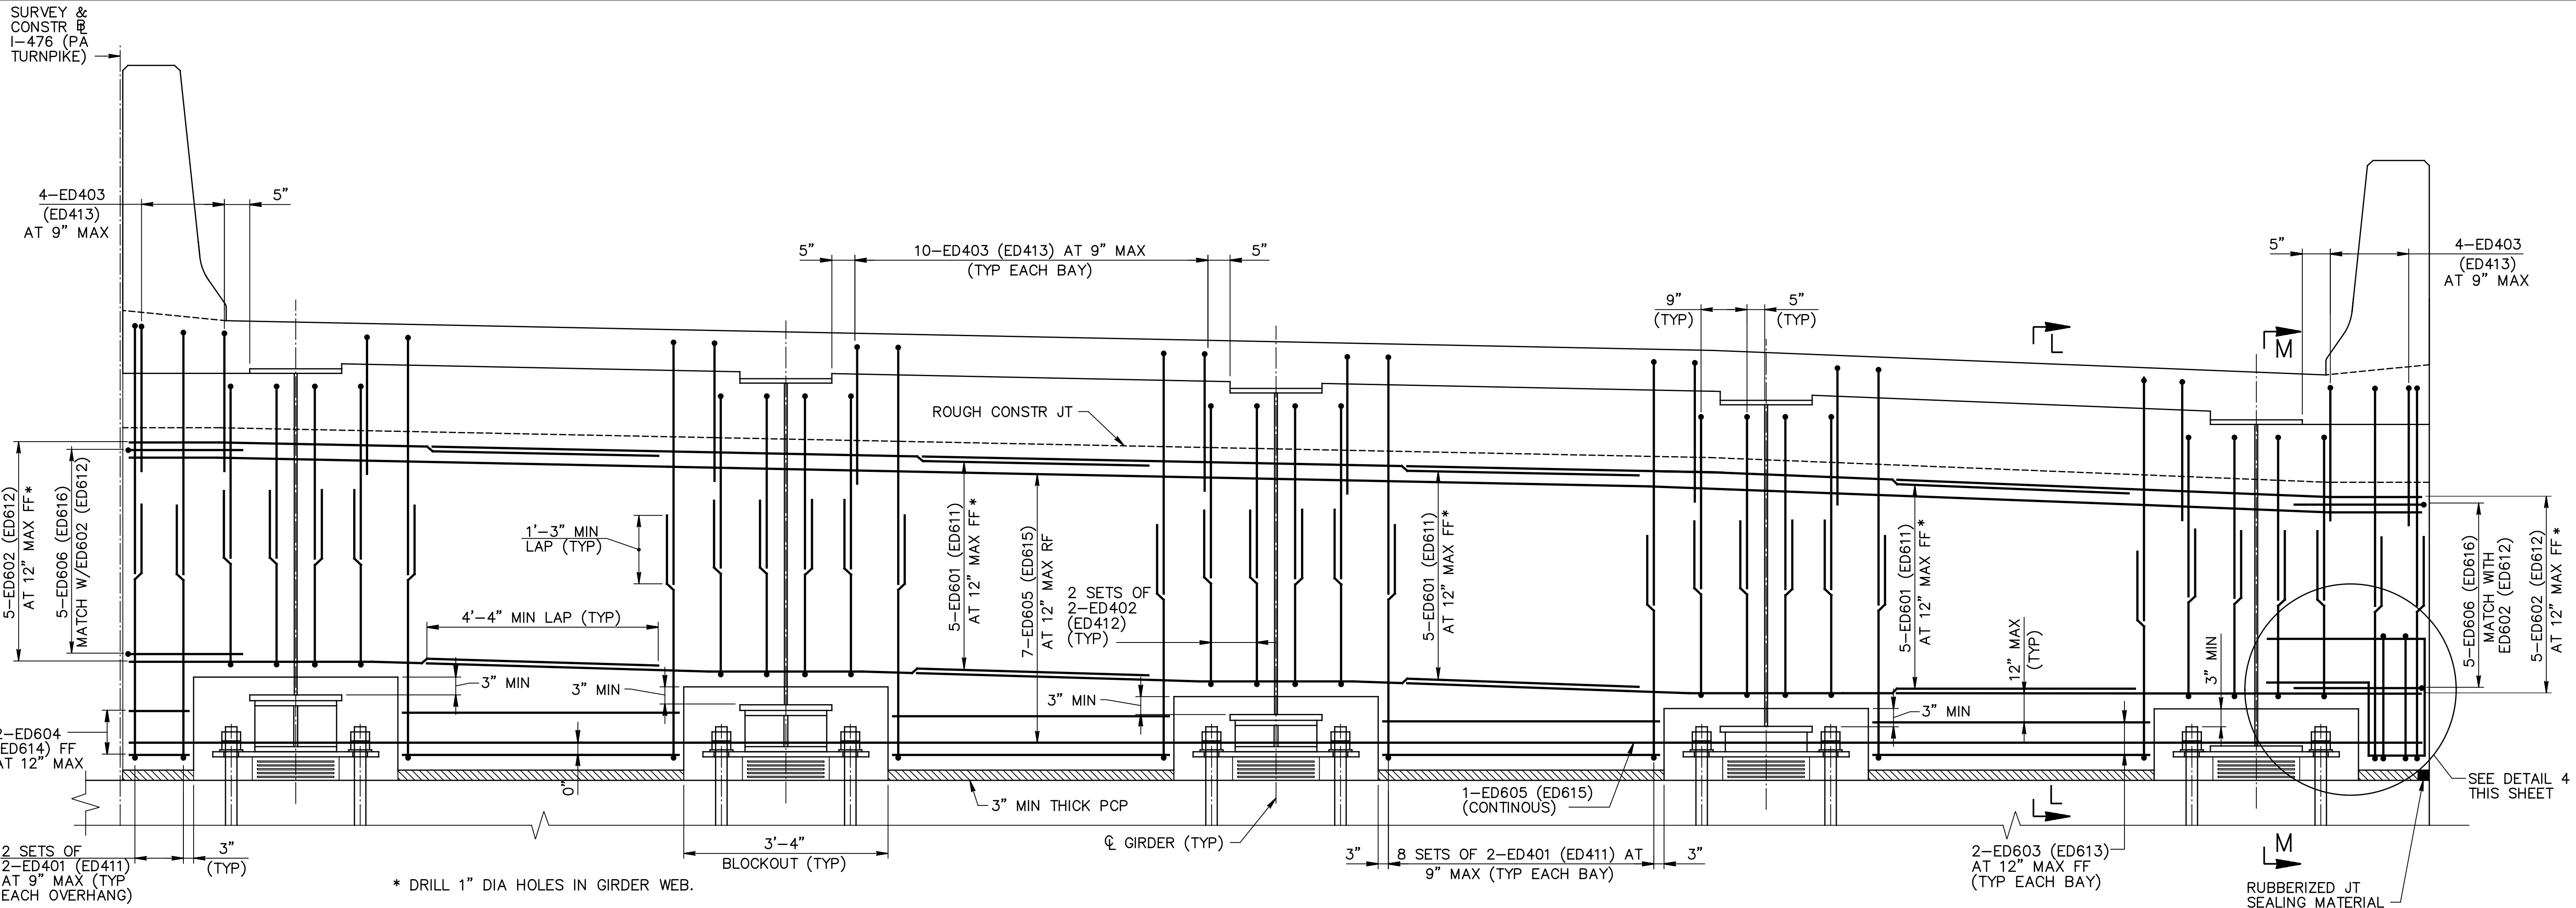 SURVEY &
CONSTR ⅊
I-476 (PA
TURNPIKE)
4-ED403
(ED413)
AT 9" MAX
5"
5"
10-ED403 (ED413) AT 9" MAX
(TYP EACH BAY)
5"
9"
(TYP)
5"
(TYP)
L
M
5"
4-ED403
(ED413)
AT 9" MAX
ROUGH CONSTR JT
5-ED602 (ED612)
AT 12" MAX FF*
5-ED606 (ED616)
MATCH W/ED602 (ED612)
1'-3" MIN
LAP (TYP)
4'-4" MIN LAP (TYP)
5-ED601 (ED611)
AT 12" MAX FF*
7-ED605 (ED615)
AT 12" MAX RF
2 SETS OF
2-ED402
(ED412)
(TYP)
5-ED601 (ED611)
AT 12" MAX FF*
5-ED601 (ED611)
AT 12" MAX FF*
12" MAX
(TYP)
3" MIN
5-ED606 (ED616)
MATCH WITH
ED602 (ED612)
5-ED602 (ED612)
AT 12" MAX FF*
3" MIN
3" MIN
3" MIN
3" MIN
2-ED604
(ED614) FF
AT 12" MAX
0"
3" MIN THICK PCP
1-ED605 (ED615)
(CONTINOUS)
L
SEE DETAIL 4
THIS SHEET
2 SETS OF
2-ED401 (ED411)
AT 9" MAX (TYP
EACH OVERHANG)
3"
(TYP)
3'-4"
BLOCKOUT (TYP)
℄ GIRDER (TYP)
3"
8 SETS OF 2-ED401 (ED411) AT
9" MAX (TYP EACH BAY)
3"
2-ED603 (ED613)
AT 12" MAX FF
(TYP EACH BAY)
M
RUBBERIZED JT
SEALING MATERIAL
* DRILL 1" DIA HOLES IN GIRDER WEB.